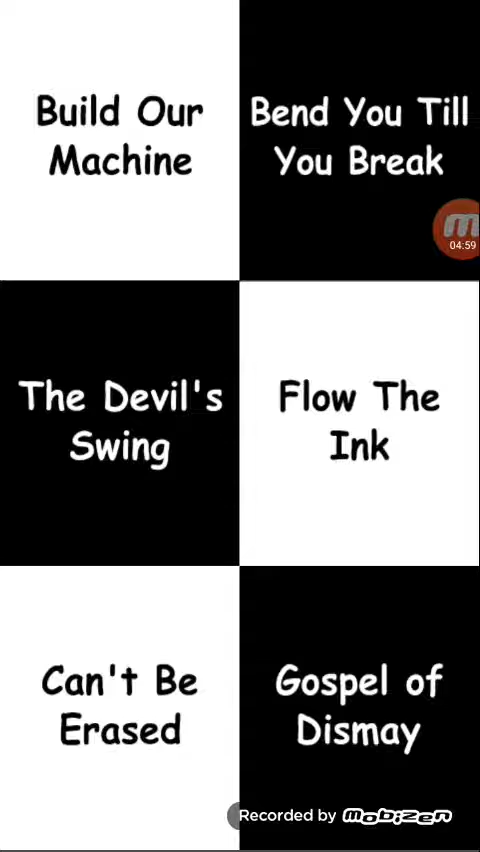 Build Our
Machine
Bend You Till
You Break
04:59
The Devil's
Swing
Flow The
Ink
Can't Be
Erased
Gospel of
Dismay
Recorded by Mobizen